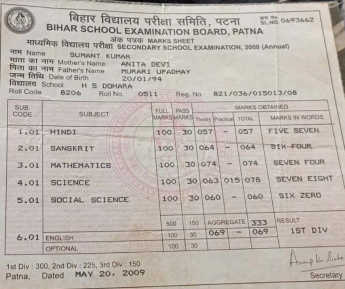 बिहार विद्यालय परीक्षा समिति, पटना
SL.NO693662
BIHAR SCHOOL EXAMINATION BOARD, PATNA
अंक पत्रक MARKS SHEET
माध्यमिक विद्यालय परीक्षा SECONDARY SCHOOL EXAMINATION, 2009 (Annual)
नाम Name SUMANT KUMAR
माता का नाम Mother's Name ANITA DEVI
पिता का नाम Father's Name MURARI UPADHAY
जन्म तिथि Date of Birth 20/01/94
विद्यालय School H S DOHARA
Roll Code 8206 Roll No. 0511 Reg. No. 821/036/015013/08
SUB. CODE SUBJECT FULL MARKS PASS MARKS MARKS OBTAINED
Theory Practical TOTAL MARKS IN WORDS
1.01 HINDI 100 30 057 - 057 FIVE SEVEN
2.01 SANSKRIT 100 30 064 - 064 SIX FOUR
3.01 MATHEMATICS 100 30 074 - 074 SEVEN FOUR
4.01 SCIENCE 100 30 063 015 078 SEVEN EIGHT
5.01 SOCIAL SCIENCE 100 30 060 - 060 SIX ZERO
500 150 AGGREGATE 333 RESULT
6.01 ENGLISH 100 30 069 - 069 1ST DIV
OPTIONAL 100 30
1st Div : 300, 2nd Div : 225, 3rd Div : 150
Patna, Dated MAY 20, 2009
Secretary